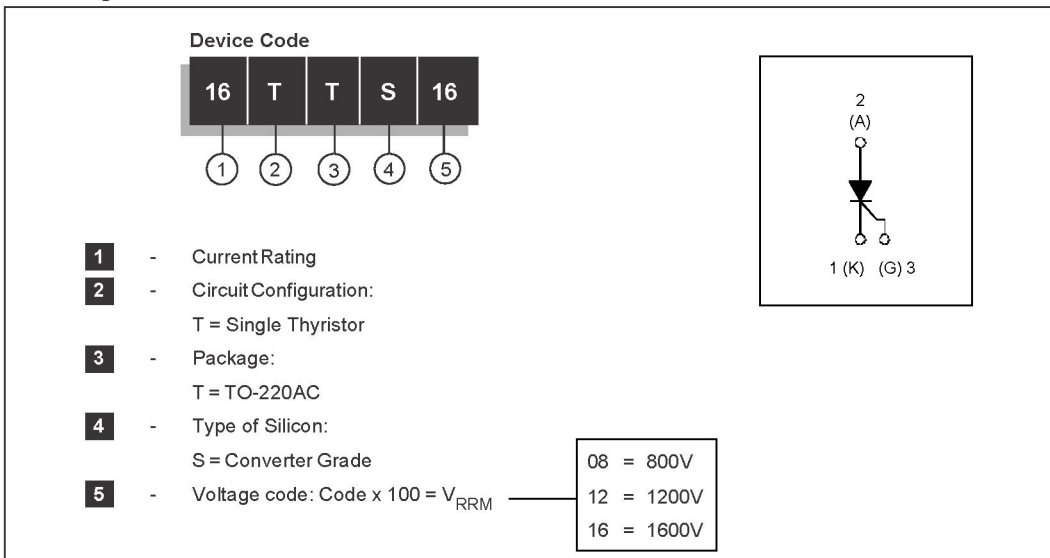 Device Code
16 T T S 16
1 2 3 4 5
2
(A)
1 (K) (G) 3
1 - Current Rating
2 - Circuit Configuration:
T = Single Thyristor
3 - Package:
T = TO-220AC
4 - Type of Silicon:
S = Converter Grade
5 - Voltage code: Code x 100 = VRRM
08 = 800V
12 = 1200V
16 = 1600V